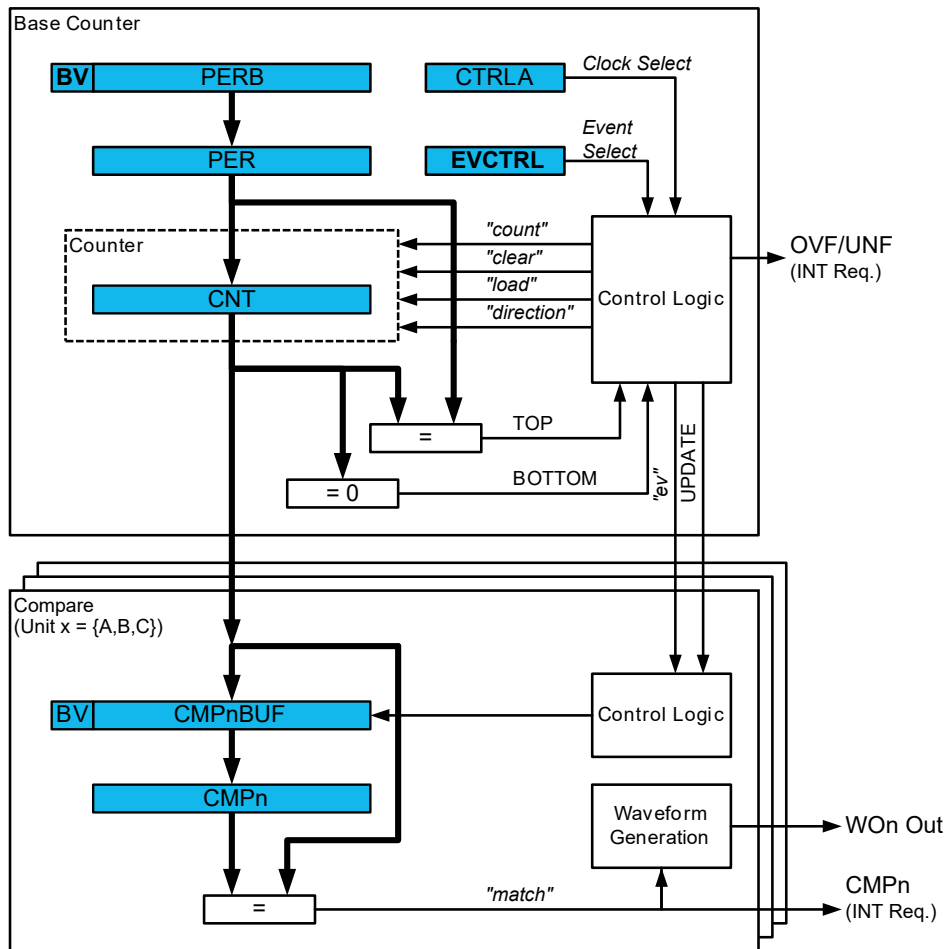 Base Counter
BV PERB
CTRLA
Clock Select
PER
EVCTRL
Event
Select
Counter
CNT
"count"
"clear"
"load"
"direction"
Control Logic
OVF/UNF
(INT Req.)
=
TOP
= 0
BOTTOM
"ev"
UPDATE
Compare
(Unit x = {A,B,C})
BV CMPnBUF
Control Logic
CMPn
Waveform
Generation
WOn Out
=
"match"
CMPn
(INT Req.)